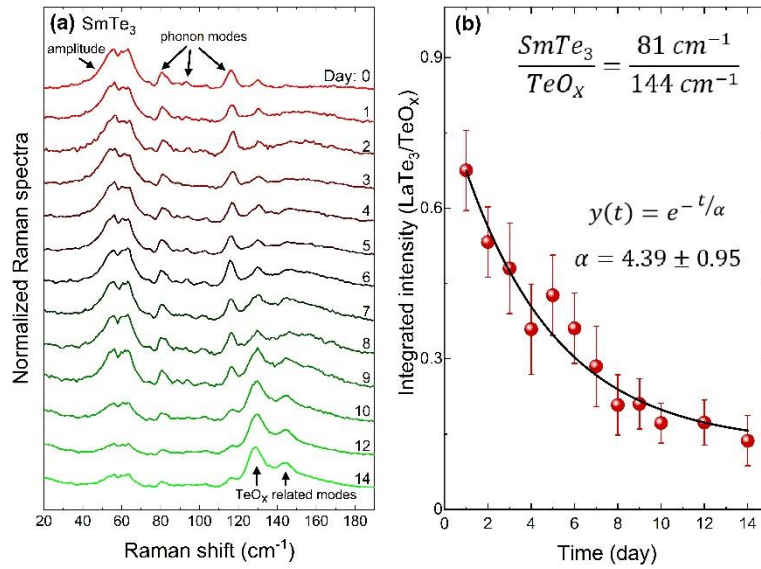 (a) SmTe₃
amplitude
phonon modes
Day: 0
1
2
3
4
5
6
7
8
9
10
12
14
TeOₓ related modes
20 40 60 80 100 120 140 160 180
Raman shift (cm⁻¹)
Normalized Raman spectra
(b)
SmTe₃ / TeO_X = 81 cm⁻¹ / 144 cm⁻¹
y(t) = e^(− t/α)
α = 4.39 ± 0.95
0.9
0.6
0.3
0.0
0 2 4 6 8 10 12 14
Time (day)
Integrated intensity (LaTe₃/TeOₓ)